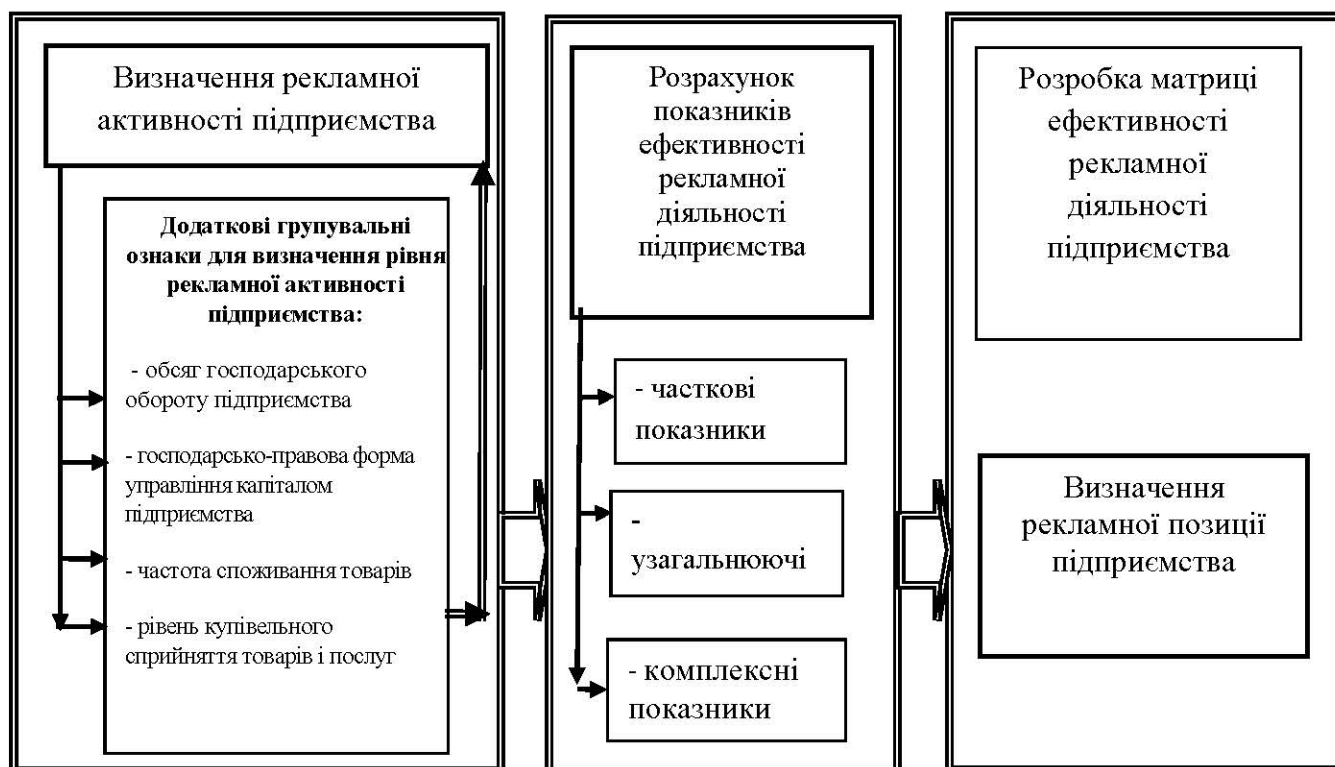 Визначення рекламної
активності підприємства
Додаткові групувальні
ознаки для визначення рівня
рекламної активності
підприємства:
- обсяг господарського
обороту підприємства
- господарсько-правова форма
управління капіталом
підприємства
- частота споживання товарів
- рівень купівельного
сприйняття товарів і послуг
Розрахунок
показників
ефективності
рекламної
діяльності
підприємства
- часткові
показники
-
узагальнюючі
- комплексні
показники
Розробка матриці
ефективності
рекламної
діяльності
підприємства
Визначення
рекламної позиції
підприємства